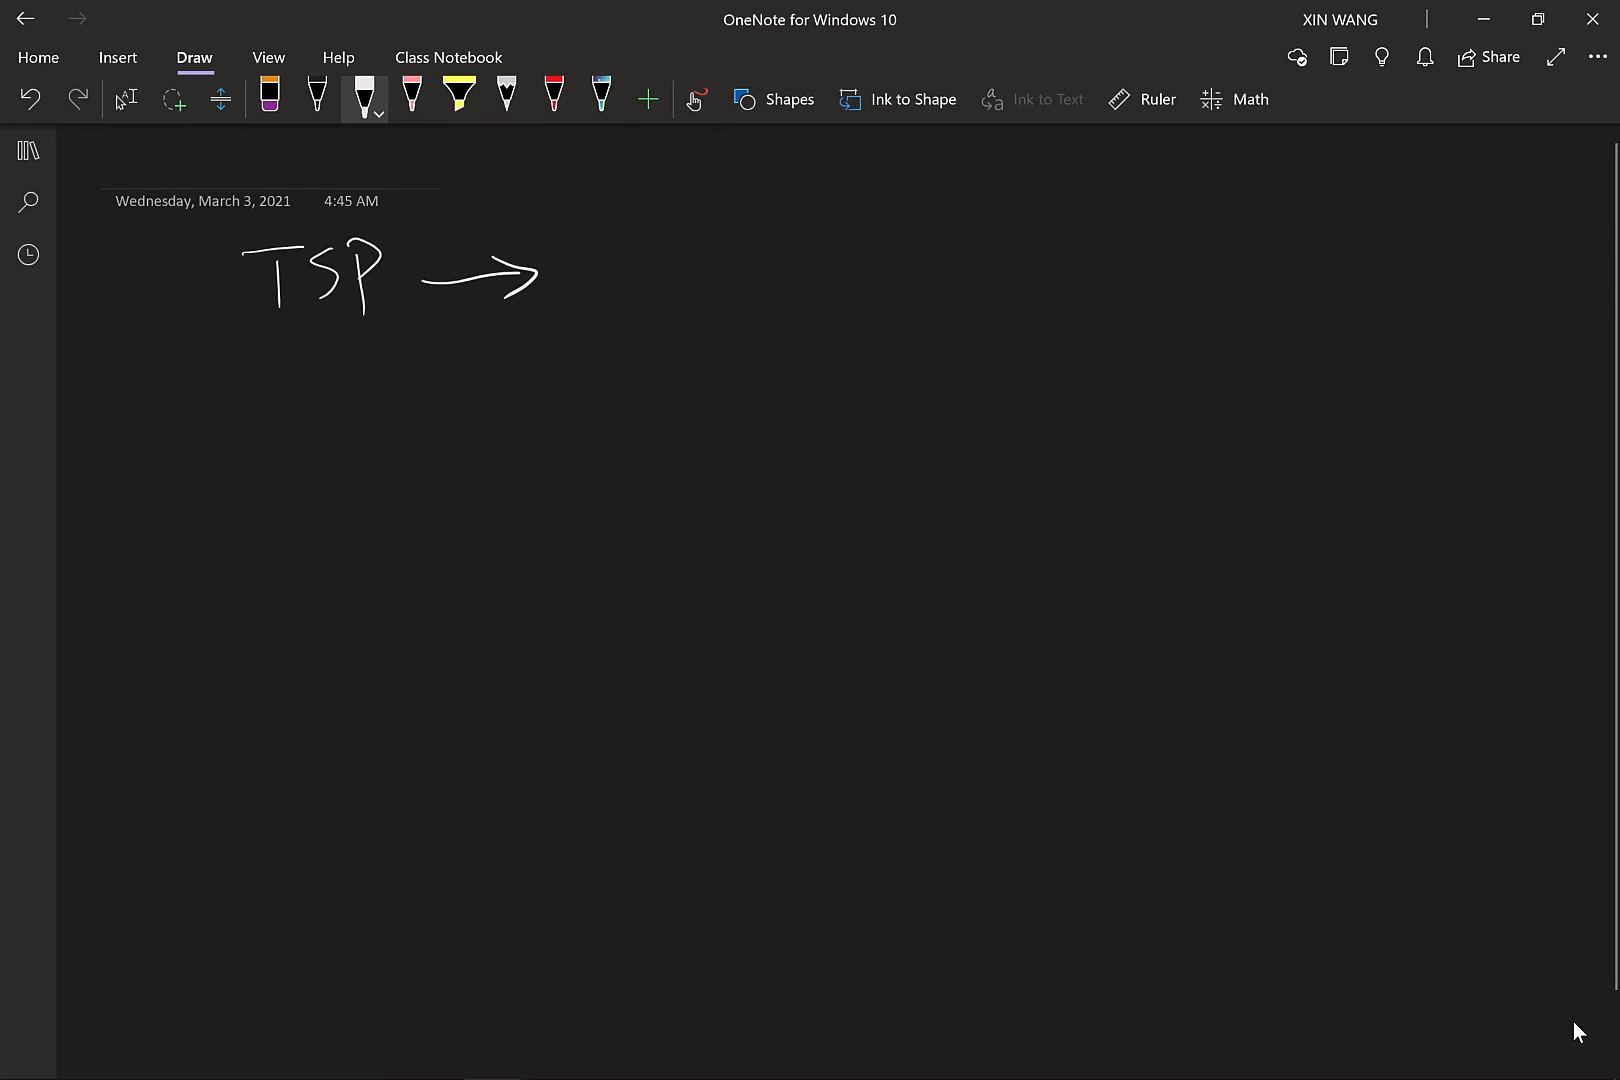 OneNote for Windows 10
XIN WANG
Home Insert Draw View Help Class Notebook
Share
Shapes Ink to Shape Ink to Text Ruler Math
Wednesday, March 3, 2021 4:45 AM
TSP →